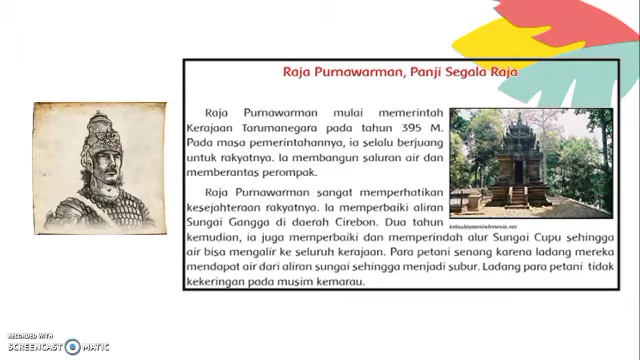 Raja Purnawarman, Panji Segala Raja
Raja Purnawarman mulai memerintah
Kerajaan Tarumanegara pada tahun 395 M.
Pada masa pemerintahannya, ia selalu berjuang
untuk rakyatnya. Ia membangun saluran air dan
memberantas perompak.
Raja Purnawarman sangat memperhatikan
kesejahteraan rakyatnya. Ia memperbaiki aliran
Sungai Gangga di daerah Cirebon. Dua tahun
kemudian, ia juga memperbaiki dan memperindah alur Sungai Cupu sehingga
air bisa mengalir ke seluruh kerajaan. Para petani senang karena ladang mereka
mendapat air dari aliran sungai sehingga menjadi subur. Ladang para petani tidak
kekeringan pada musim kemarau.
kebudayaanindonesia.net
RECORDED WITH
SCREENCAST MATIC